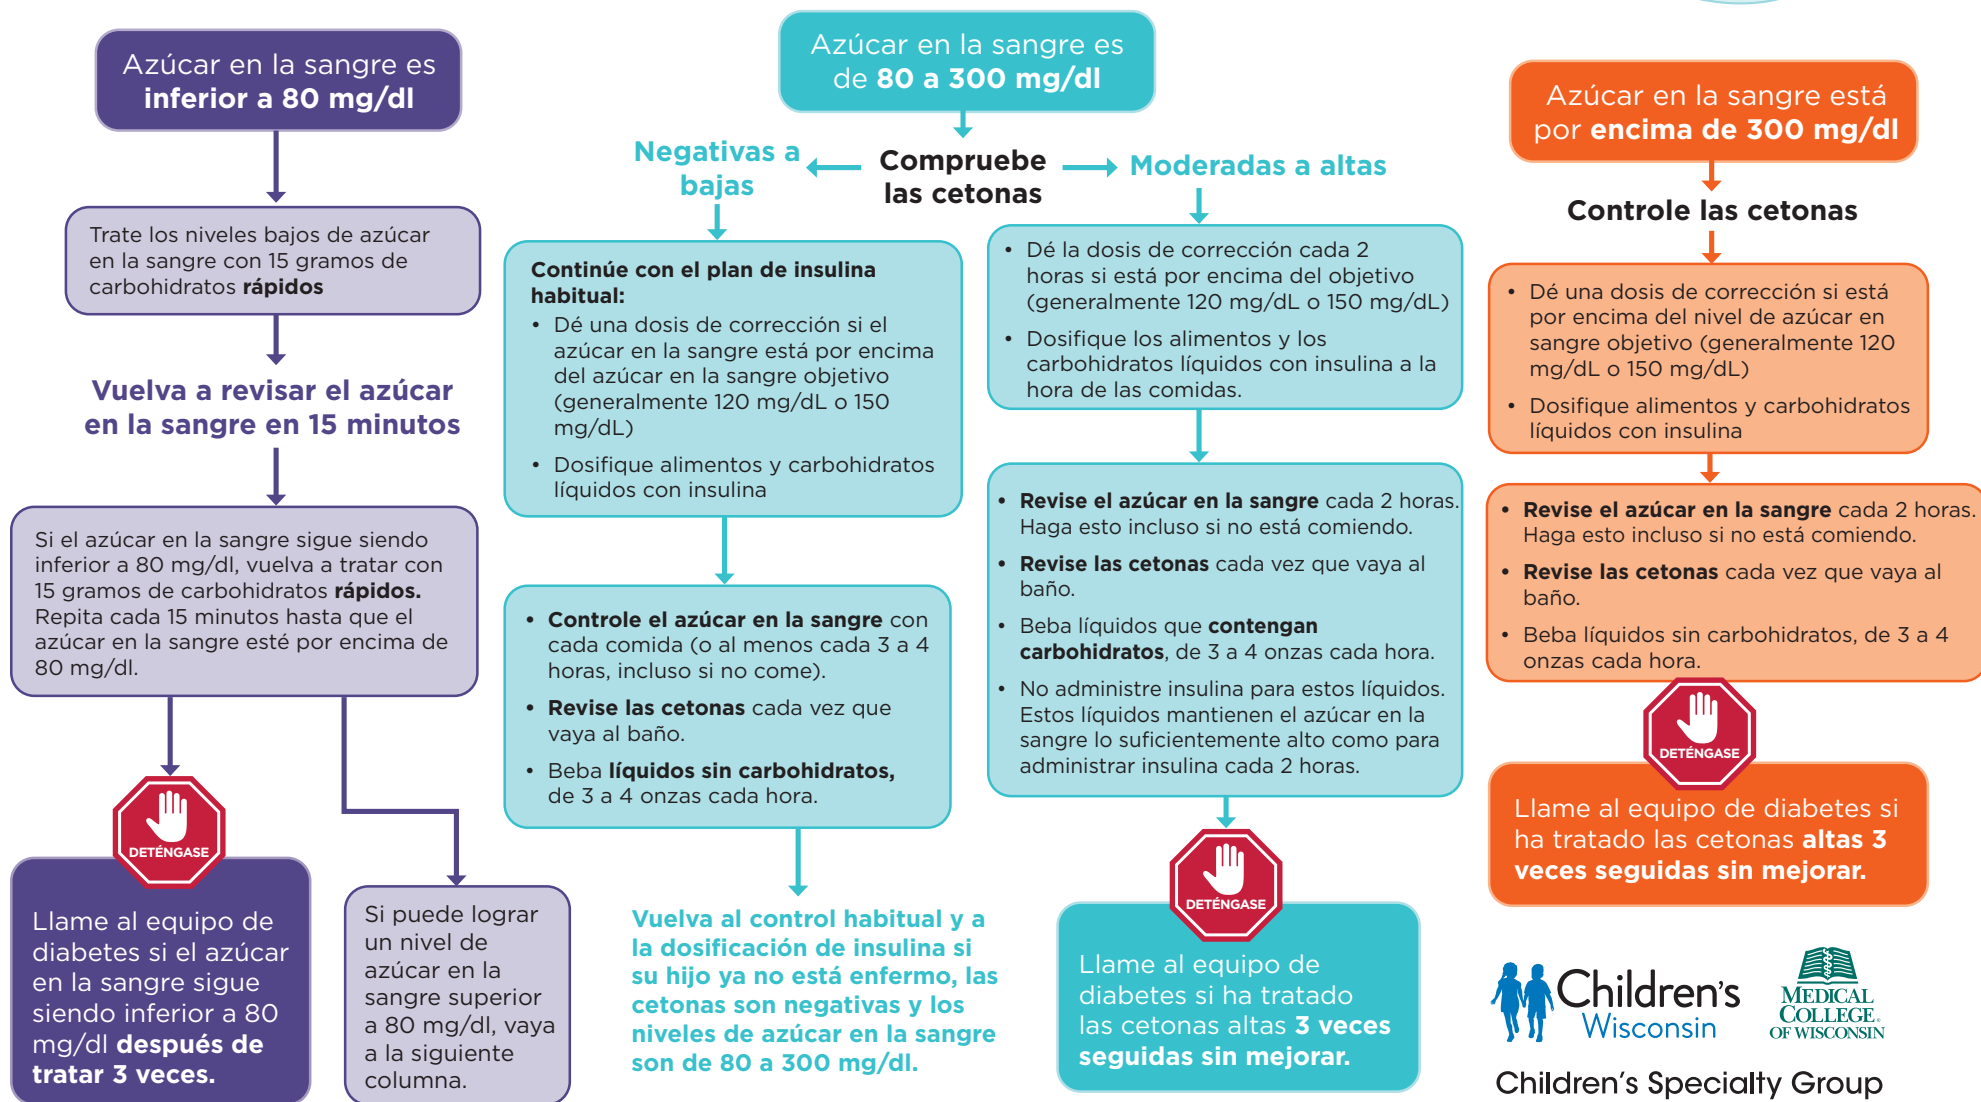 Azúcar en la sangre es
inferior a 80 mg/dl
Trate los niveles bajos de azúcar
en la sangre con 15 gramos de
carbohidratos rápidos
Vuelva a revisar el azúcar
en la sangre en 15 minutos
Si el azúcar en la sangre sigue siendo
inferior a 80 mg/dl, vuelva a tratar con
15 gramos de carbohidratos rápidos.
Repita cada 15 minutos hasta que el
azúcar en la sangre esté por encima de
80 mg/dl.
DETÉNGASE
Llame al equipo de
diabetes si el azúcar
en la sangre sigue
siendo inferior a 80
mg/dl después de
tratar 3 veces.
Si puede lograr
un nivel de
azúcar en la
sangre superior
a 80 mg/dl, vaya
a la siguiente
columna.
Azúcar en la sangre es
de 80 a 300 mg/dl
Compruebe
las cetonas
Negativas a
bajas
Continúe con el plan de insulina
habitual:
• Dé una dosis de corrección si el
azúcar en la sangre está por encima
del azúcar en la sangre objetivo
(generalmente 120 mg/dL o 150
mg/dL)
• Dosifique alimentos y carbohidratos
líquidos con insulina
• Controle el azúcar en la sangre con
cada comida (o al menos cada 3 a 4
horas, incluso si no come).
• Revise las cetonas cada vez que
vaya al baño.
• Beba líquidos sin carbohidratos,
de 3 a 4 onzas cada hora.
Vuelva al control habitual y a
la dosificación de insulina si
su hijo ya no está enfermo, las
cetonas son negativas y los
niveles de azúcar en la sangre
son de 80 a 300 mg/dl.
Moderadas a altas
• Dé la dosis de corrección cada 2
horas si está por encima del objetivo
(generalmente 120 mg/dL o 150 mg/dL)
• Dosifique los alimentos y los
carbohidratos líquidos con insulina a la
hora de las comidas.
• Revise el azúcar en la sangre cada 2 horas.
Haga esto incluso si no está comiendo.
• Revise las cetonas cada vez que vaya al
baño.
• Beba líquidos que contengan
carbohidratos, de 3 a 4 onzas cada hora.
• No administre insulina para estos líquidos.
Estos líquidos mantienen el azúcar en la
sangre lo suficientemente alto como para
administrar insulina cada 2 horas.
DETÉNGASE
Llame al equipo de
diabetes si ha tratado
las cetonas altas 3 veces
seguidas sin mejorar.
Azúcar en la sangre está
por encima de 300 mg/dl
Controle las cetonas
• Dé una dosis de corrección si está
por encima del nivel de azúcar en
sangre objetivo (generalmente 120
mg/dL o 150 mg/dL)
• Dosifique alimentos y carbohidratos
líquidos con insulina
• Revise el azúcar en la sangre cada 2 horas.
Haga esto incluso si no está comiendo.
• Revise las cetonas cada vez que vaya al
baño.
• Beba líquidos sin carbohidratos, de 3 a 4
onzas cada hora.
DETÉNGASE
Llame al equipo de diabetes si
ha tratado las cetonas altas 3
veces seguidas sin mejorar.
Children's
Wisconsin
MEDICAL
COLLEGE
OF WISCONSIN
Children's Specialty Group